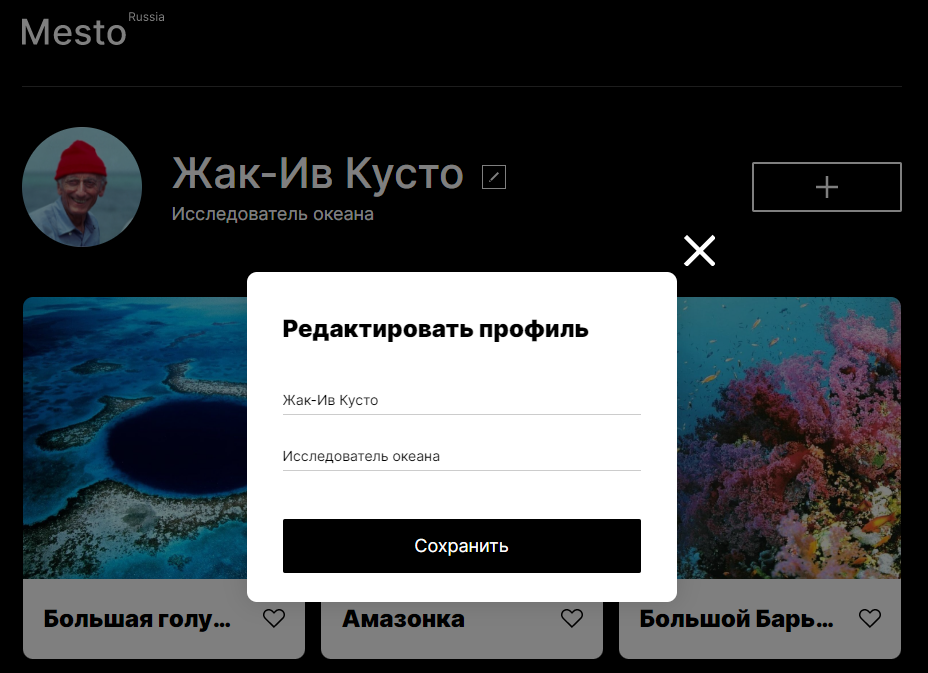 Mesto Russia
Жак-Ив Кусто
Исследователь океана
Редактировать профиль
Жак-Ив Кусто
Исследователь океана
Сохранить
Большая голу...
Амазонка
Большой Барь...